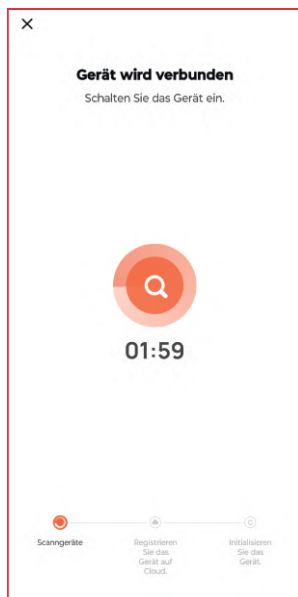 Gerät wird verbunden
Schalten Sie das Gerät ein.
01:59
Scanngeräte
Registrieren
Sie das
Gerät auf
Cloud.
Initialisieren
Sie das
Gerät.